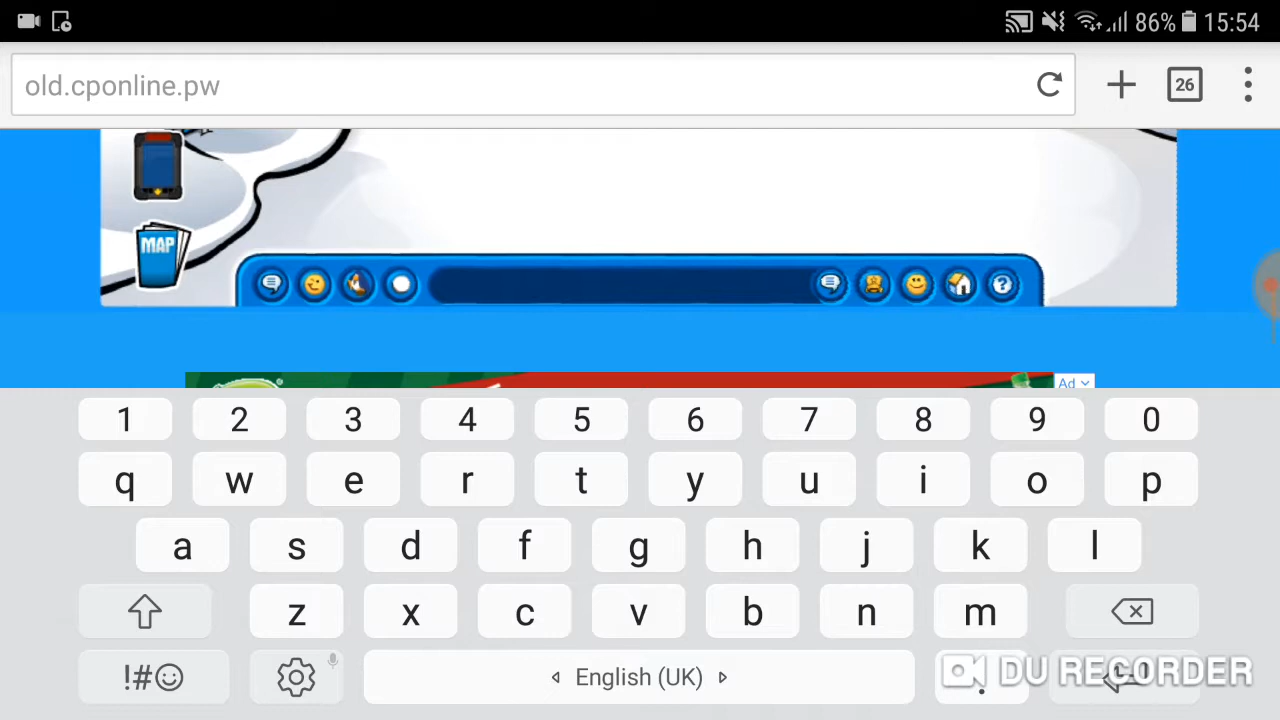 86% 15:54
old.cponline.pw
26
MAP
?
Ad
1 2 3 4 5 6 7 8 9 0
q w e r t y u i o p
a s d f g h j k l
z x c v b n m
!#☺ English (UK) .
DU RECORDER